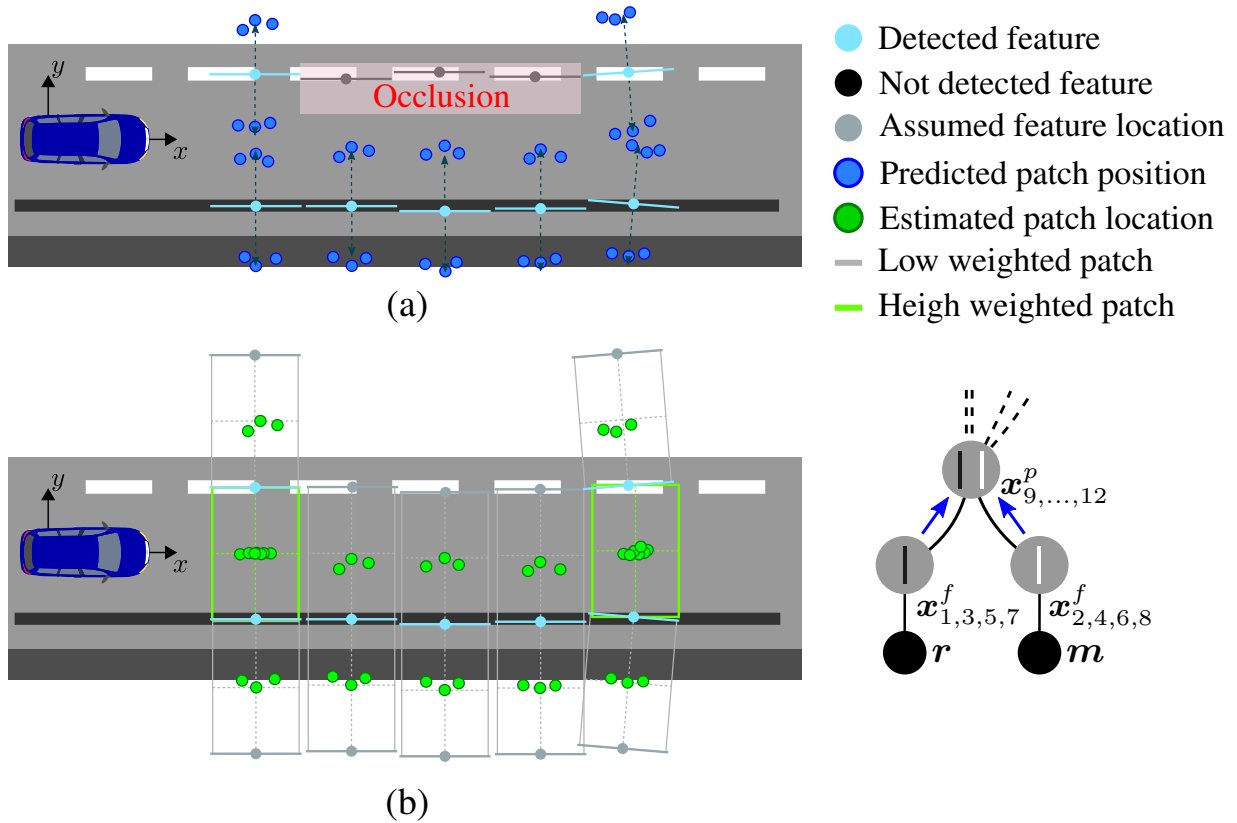 y
x
Occlusion
(a)
Detected feature
Not detected feature
Assumed feature location
Predicted patch position
Estimated patch location
Low weighted patch
Heigh weighted patch
y
x
(b)
x^p_{9,...,12}
x^f_{1,3,5,7}
x^f_{2,4,6,8}
r
m